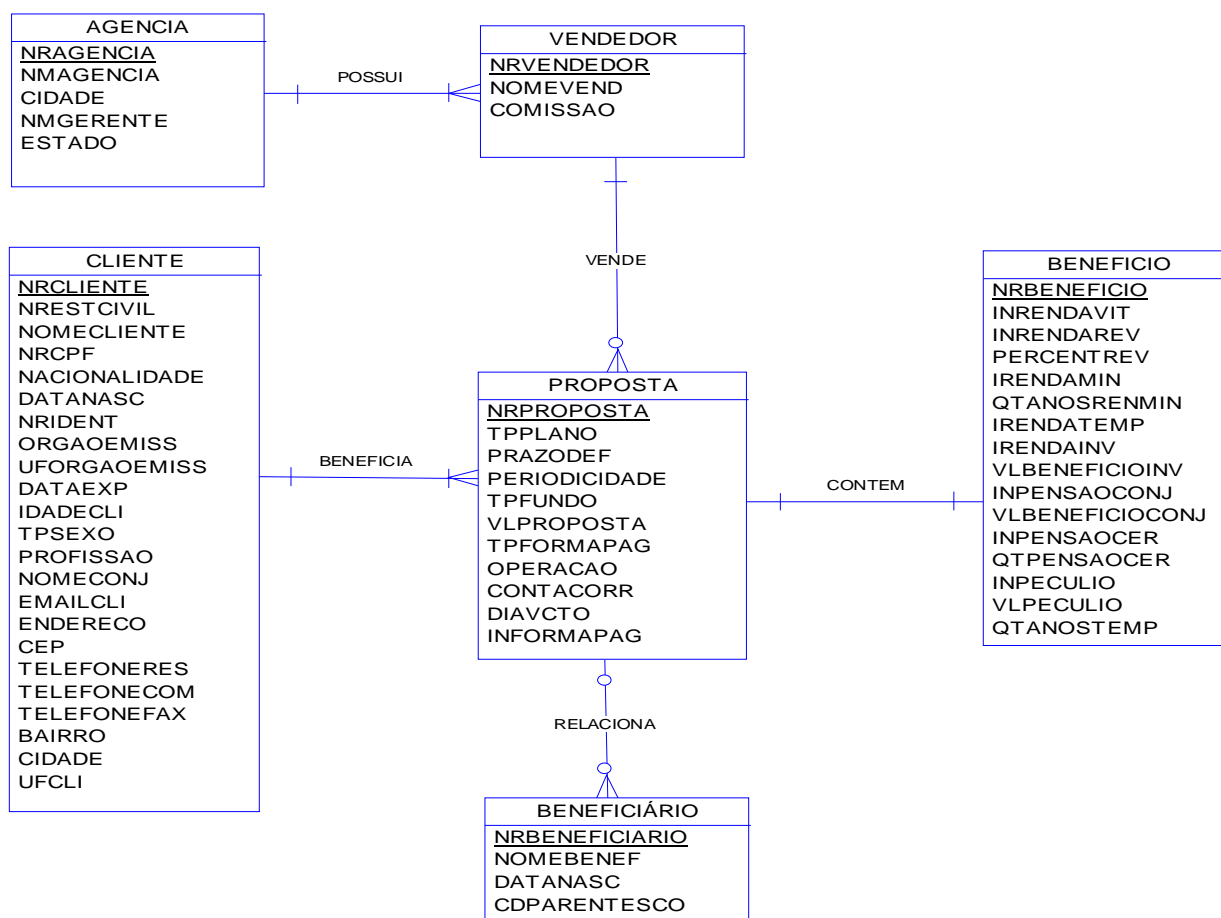 AGENCIA
NRAGENCIA
NMAGENCIA
CIDADE
NMGERENTE
ESTADO
POSSUI
VENDEDOR
NRVENDEDOR
NOMEVEND
COMISSAO
VENDE
CLIENTE
NRCLIENTE
NRESTCIVIL
NOMECLIENTE
NRCPF
NACIONALIDADE
DATANASC
NRIDENT
ORGAOEMISS
UFORGAOEMISS
DATAEXP
IDADECLI
TPSEXO
PROFISSAO
NOMECONJ
EMAILCLI
ENDERECO
CEP
TELEFONERES
TELEFONECOM
TELEFONEFAX
BAIRRO
CIDADE
UFCLI
BENEFICIA
PROPOSTA
NRPROPOSTA
TPPLANO
PRAZODEF
PERIODICIDADE
TPFUNDO
VLPROPOSTA
TPFORMAPAG
OPERACAO
CONTACORR
DIAVCTO
INFORMAPAG
CONTEM
BENEFICIO
NRBENEFICIO
INRENDAVIT
INRENDAREV
PERCENTREV
IRENDAMIN
QTANOSRENMIN
IRENDATEMP
IRENDAINV
VLBENEFICIOINV
INPENSAOCONJ
VLBENEFICIOCONJ
INPENSAOCER
QTPENSAOCER
INPECULIO
VLPECULIO
QTANOSTEMP
RELACIONA
BENEFICIÁRIO
NRBENEFICIARIO
NOMEBENEF
DATANASC
CDPARENTESCO